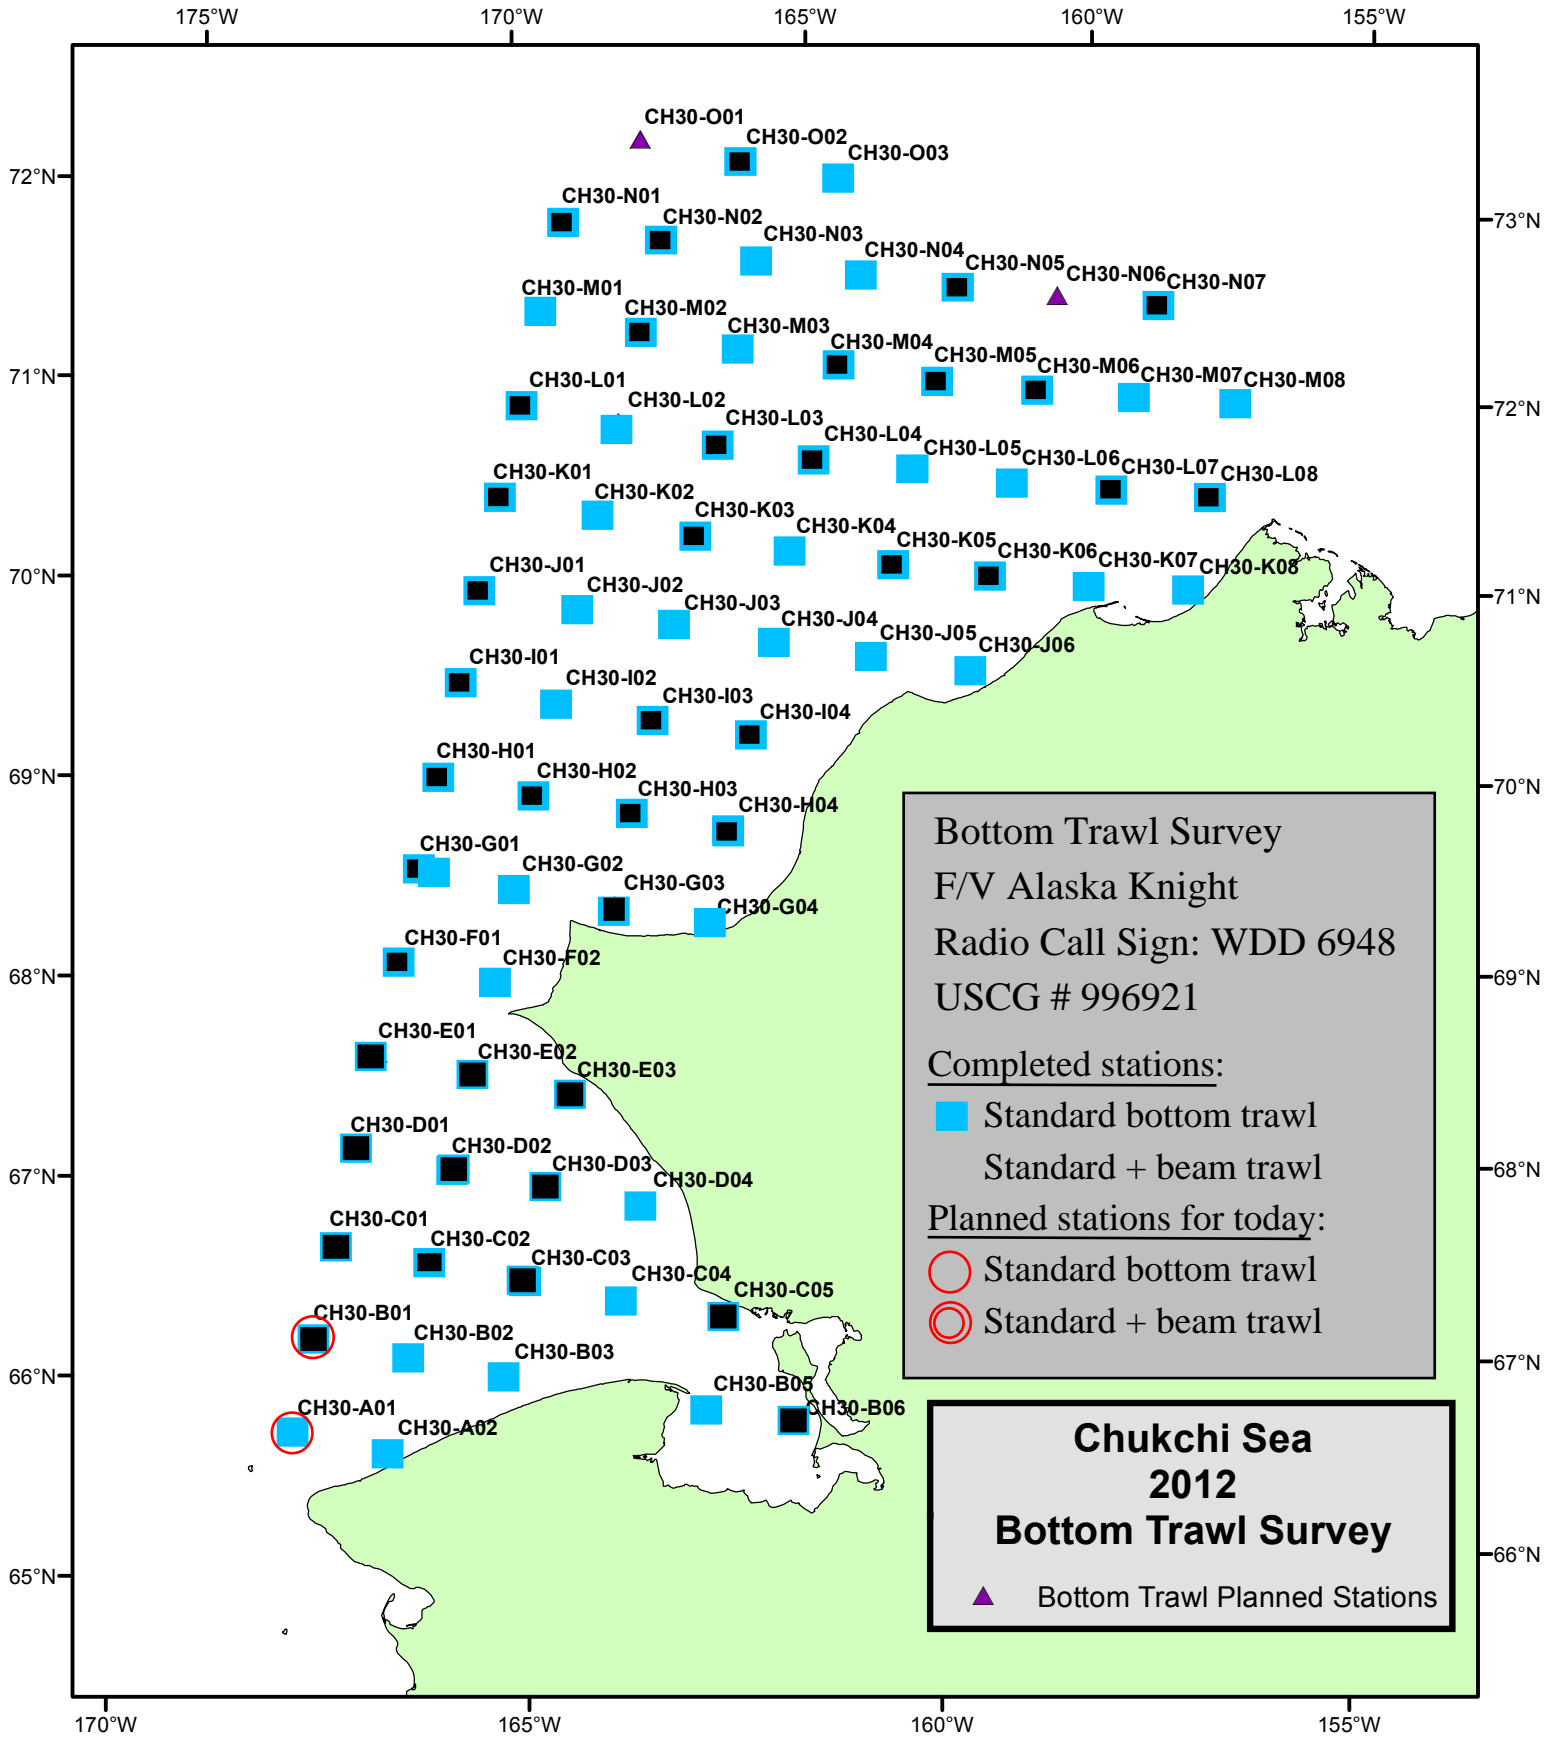 175°W 170°W 165°W 160°W 155°W
CH30-O01
CH30-O02
CH30-O03
72°N
CH30-N01
CH30-N02
CH30-N03
CH30-N04
CH30-N05
CH30-N06
CH30-N07
73°N
CH30-M01
CH30-M02
CH30-M03
CH30-M04
CH30-M05
CH30-M06
CH30-M07
CH30-M08
71°N
72°N
CH30-L01
CH30-L02
CH30-L03
CH30-L04
CH30-L05
CH30-L06
CH30-L07
CH30-L08
CH30-K01
CH30-K02
CH30-K03
CH30-K04
CH30-K05
CH30-K06
CH30-K07
CH30-K08
70°N
71°N
CH30-J01
CH30-J02
CH30-J03
CH30-J04
CH30-J05
CH30-J06
CH30-I01
CH30-I02
CH30-I03
CH30-I04
69°N
70°N
CH30-H01
CH30-H02
CH30-H03
CH30-H04
CH30-G01
CH30-G02
CH30-G03
CH30-G04
CH30-F01
CH30-F02
68°N
69°N
CH30-E01
CH30-E02
CH30-E03
CH30-D01
CH30-D02
CH30-D03
CH30-D04
67°N
68°N
CH30-C01
CH30-C02
CH30-C03
CH30-C04
CH30-C05
CH30-B01
CH30-B02
CH30-B03
CH30-B05
CH30-B06
66°N
67°N
CH30-A01
CH30-A02
65°N
66°N
Bottom Trawl Survey
F/V Alaska Knight
Radio Call Sign: WDD 6948
USCG # 996921
Completed stations:
Standard bottom trawl
Standard + beam trawl
Planned stations for today:
Standard bottom trawl
Standard + beam trawl
Chukchi Sea
2012
Bottom Trawl Survey
Bottom Trawl Planned Stations
170°W 165°W 160°W 155°W